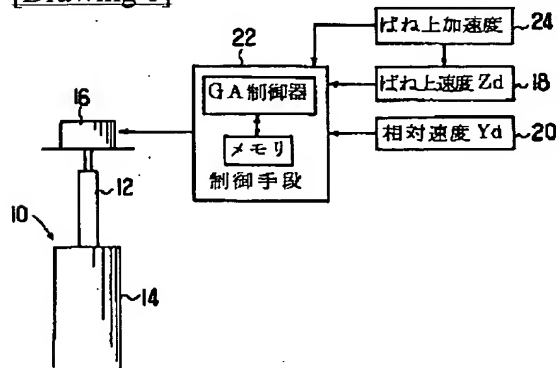 [Drawing 1]
22
ばね上加速度
24
16
GA制御器
ばね上速度 Zd
18
メモリ
相対速度 Yd
20
制御手段
12
10
14